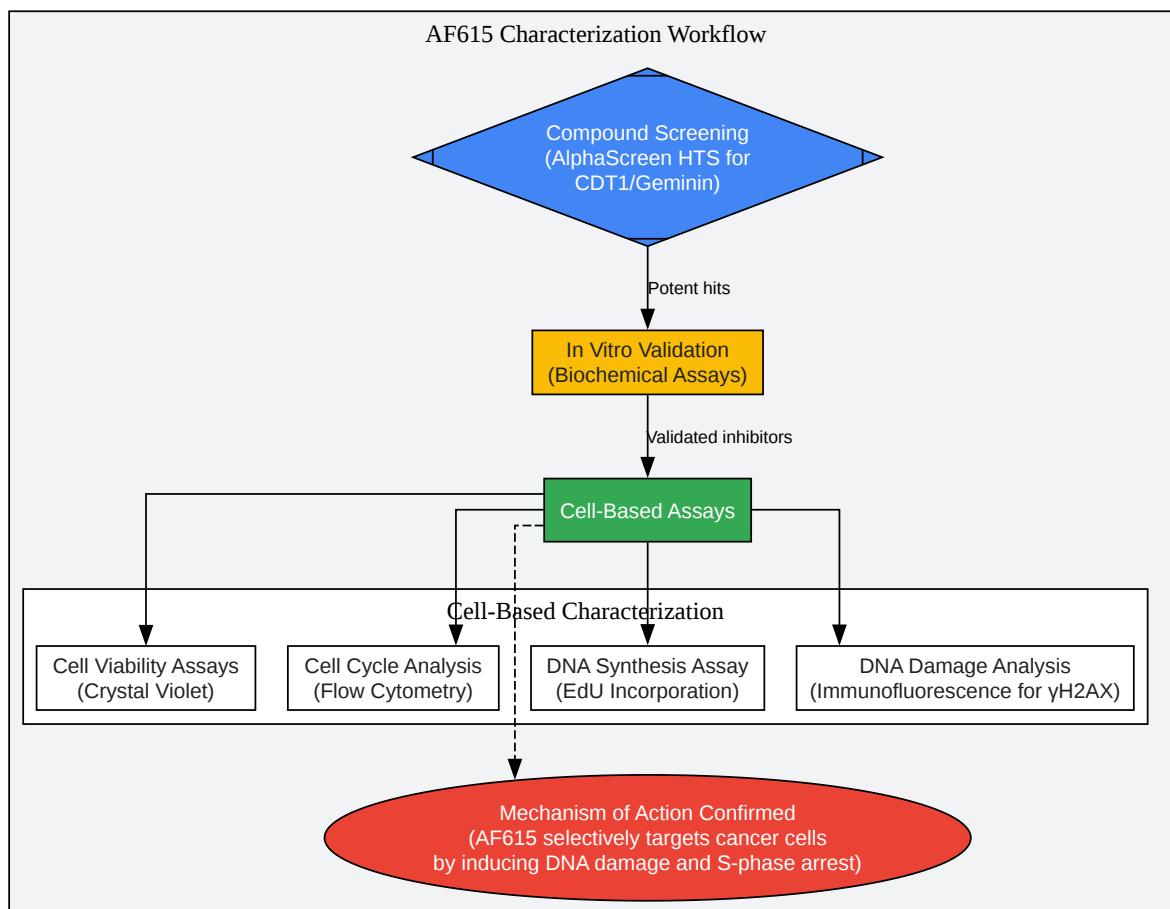 AF615 Characterization Workflow
Compound Screening
(AlphaScreen HTS for
CDT1/Geminin)
Potent hits
In Vitro Validation
(Biochemical Assays)
Validated inhibitors
Cell-Based Assays
Cell-Based Characterization
Cell Viability Assays
(Crystal Violet)
Cell Cycle Analysis
(Flow Cytometry)
DNA Synthesis Assay
(EdU Incorporation)
DNA Damage Analysis
(Immunofluorescence for γH2AX)
Mechanism of Action Confirmed
(AF615 selectively targets cancer cells
by inducing DNA damage and S-phase arrest)